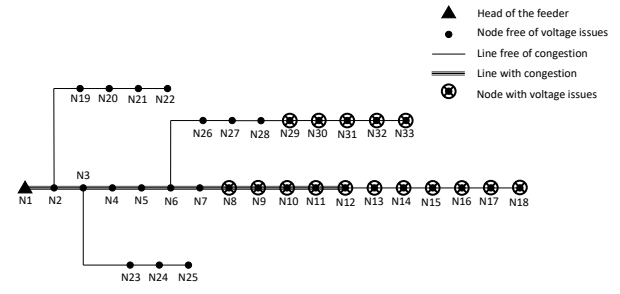 Head of the feeder
Node free of voltage issues
Line free of congestion
Line with congestion
Node with voltage issues
N19 N20 N21 N22
N26 N27 N28 N29 N30 N31 N32 N33
N3
N1 N2 N4 N5 N6 N7 N8 N9 N10 N11 N12 N13 N14 N15 N16 N17 N18
N23 N24 N25